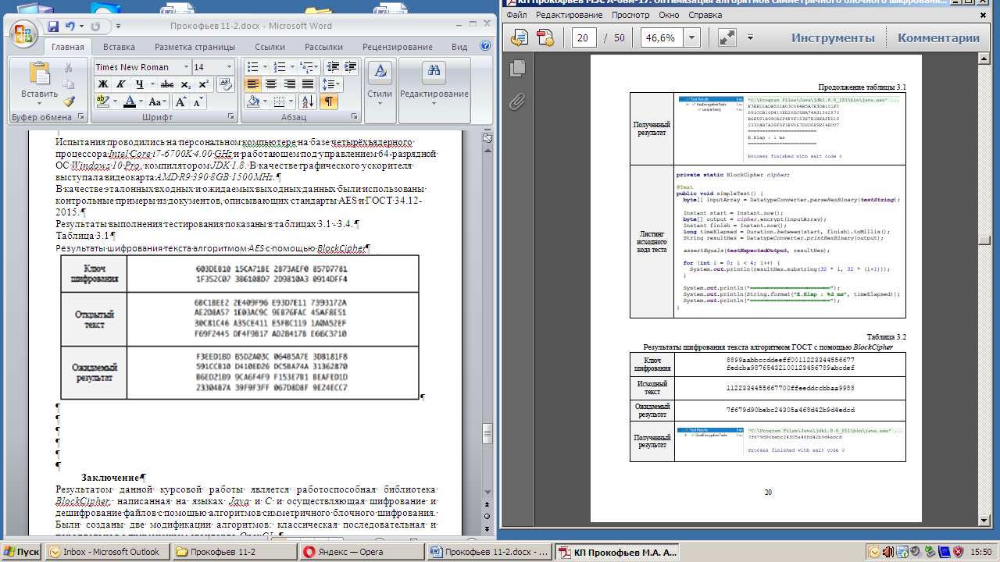 Прокофьев 11-2.docx - Microsoft Word
Главная
Вставка
Разметка страницы
Ссылки
Рассылки
Рецензирование
Вид
Вставить
Буфер обмена
Times New Roman
14
Ж К Ч abc x₂ x²
Шрифт
Абзац
Стили
Редактирование
Испытания проводились на персональном компьютере на базе четырёхъядерного
процессора Intel Core i7-6700K 4.00 GHz и работающем под управлением 64-разрядной
ОС Windows 10 Pro, компилятором JDK 1.8. В качестве графического ускорителя
выступала видеокарта AMD R9 390 8GB 1500MHz.¶
В качестве эталонных входных и ожидаемых выходных данных были использованы
контрольные примеры из документов, описывающих стандарты AES и ГОСТ 34.12-
2015.¶
Результаты выполнения тестирования показаны в таблицах 3.1 - 3.4.¶
Таблица 3.1¶
Результаты шифрования текста алгоритмом AES с помощью BlockCipher¶
Ключ
шифрования
603DEB10 15CA71BE 2B73AEF0 857D7781
1F352C07 3B6108D7 2D9810A3 0914DFF4
Открытый
текст
6BC1BEE2 2E409F96 E93D7E11 7393172A
AE2D8A57 1E03AC9C 9EB76FAC 45AF8E51
30C81C46 A35CE411 E5FBC119 1A0A52EF
F69F2445 DF4F9B17 AD2B417B E66C3710
Ожидаемый
результат
F3EED1BD B5D2A03C 064B5A7E 3DB181F8
591CCB10 D410ED26 DC5BA74A 31362870
B6ED21B9 9CA6F4F9 F153E7B1 BEAFED1D
23304B7A 39F9F3FF 067D8D8F 9E24ECC7
¶
¶
¶
¶
¶
¶
¶
Заключение¶
Результатом данной курсовой работы является работоспособная библиотека
BlockCipher, написанная на языках Java и C и осуществляющая шифрование и
дешифрование файлов с помощью алгоритмов симметричного блочного шифрования.
Были созданы две модификации алгоритмов: классическая последовательная и
КП Прокофьев М.А. А-08м-17. Оптимизация алгоритмов симметричного блочного шифровани...
Файл Редактирование Просмотр Окно Справка
20 / 50
46,6%
Инструменты
Комментарии
Продолжение таблицы 3.1
Полученный
результат
Test Results
AesEncryptionTests
simpleTest()
"C:\Program Files\Java\jdk1.8.0_151\bin\java.exe" ...
F3EED1BDB5D2A03C064B5A7E3DB181F8
591CCB10D410ED26DC5BA74A31362870
B6ED21B99CA6F4F9F153E7B1BEAFED1D
23304B7A39F9F3FF067D8D8F9E24ECC7
========================
E.Elap : 1 ms
========================
Process finished with exit code 0
Листинг
исходного
кода теста
private static BlockCipher cipher;
@Test
public void simpleTest() {
byte[] inputArray = DatatypeConverter.parseHexBinary(testString);
Instant start = Instant.now();
byte[] output = cipher.encrypt(inputArray);
Instant finish = Instant.now();
long timeElapsed = Duration.between(start, finish).toMillis();
String resultHex = DatatypeConverter.printHexBinary(output);
assertEquals(testExpectedOutput, resultHex);
for (int i = 0; i < 4; i++) {
System.out.println(resultHex.substring(32 * i, 32 * (i+1)));
}
System.out.println("========================");
System.out.println(String.format("E.Elap : %d ms", timeElapsed));
System.out.println("========================");
}
Таблица 3.2
Результаты шифрования текста алгоритмом ГОСТ с помощью BlockCipher
Ключ
шифрования
8899aabbccddeeff0011223344556677
fedcba98765432100123456789abcdef
Исходный
текст
1122334455667700ffeeddccbbaa9988
Ожидаемый
результат
7f679d90bebc24305a468d42b9d4edcd
Полученный
результат
Test Results
GostEncryptionTests
"C:\Program Files\Java\jdk1.8.0_151\bin\java.exe" ...
7f679d90bebc24305a468d42b9d4edcd
Process finished with exit code 0
20
Пуск
Inbox - Microsoft Outlook
Прокофьев 11-2
Яндекс — Opera
Прокофьев 11-2.docx - ...
КП Прокофьев М.А. А...
15:50